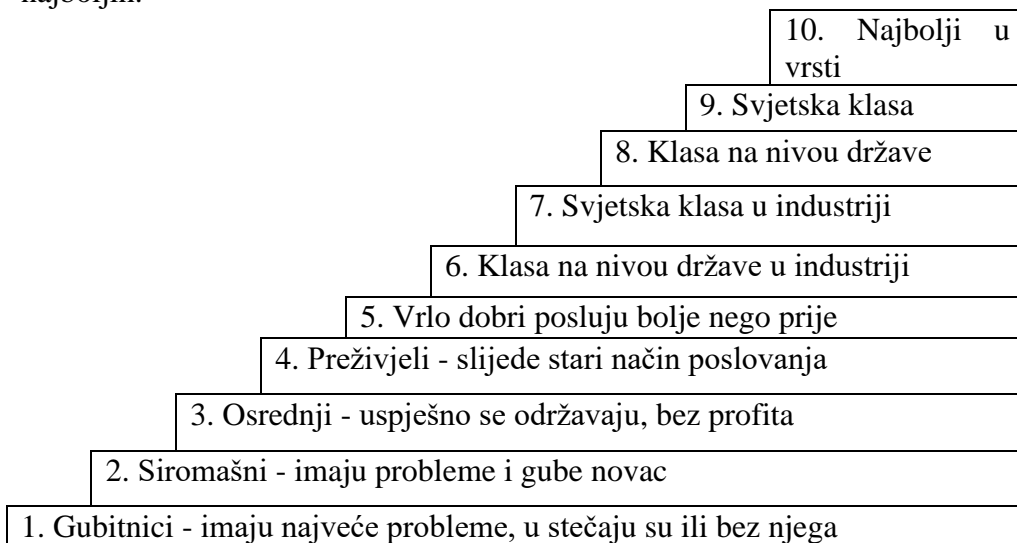 10. Najbolji u
vrsti
9. Svjetska klasa
8. Klasa na nivou države
7. Svjetska klasa u industriji
6. Klasa na nivou države u industriji
5. Vrlo dobri posluju bolje nego prije
4. Preživjeli - slijede stari način poslovanja
3. Osrednji - uspješno se održavaju, bez profita
2. Siromašni - imaju probleme i gube novac
1. Gubitnici - imaju najveće probleme, u stečaju su ili bez njega